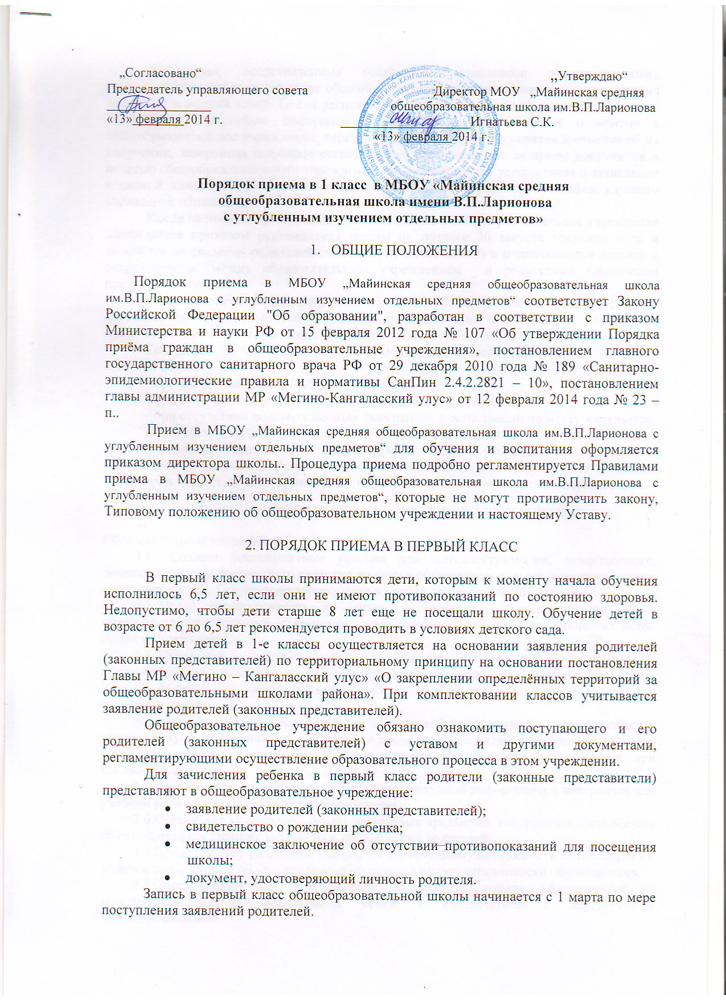 „Согласовано“ „Утверждаю“
Председатель управляющего совета Директор МОУ „Майинская средняя
общеобразовательная школа им.В.П.Ларионова
«13» февраля 2014 г. Игнатьева С.К.
«13» февраля 2014 г.
Порядок приема в 1 класс в МБОУ «Майинская средняя
общеобразовательная школа имени В.П.Ларионова
с углубленным изучением отдельных предметов»
1. ОБЩИЕ ПОЛОЖЕНИЯ
Порядок приема в МБОУ „Майинская средняя общеобразовательная школа
им.В.П.Ларионова с углубленным изучением отдельных предметов“ соответствует Закону
Российской Федерации "Об образовании", разработан в соответствии с приказом
Министерства и науки РФ от 15 февраля 2012 года № 107 «Об утверждении Порядка
приёма граждан в общеобразовательные учреждения», постановлением главного
государственного санитарного врача РФ от 29 декабря 2010 года № 189 «Санитарно-
эпидемиологические правила и нормативы СанПин 2.4.2.2821 – 10», постановлением
главы администрации МР «Мегино-Кангаласский улус» от 12 февраля 2014 года № 23 –
п..
Прием в МБОУ „Майинская средняя общеобразовательная школа им.В.П.Ларионова с
углубленным изучением отдельных предметов“ для обучения и воспитания оформляется
приказом директора школы.. Процедура приема подробно регламентируется Правилами
приема в МБОУ „Майинская средняя общеобразовательная школа им.В.П.Ларионова с
углубленным изучением отдельных предметов“, которые не могут противоречить закону,
Типовому положению об общеобразовательном учреждении и настоящему Уставу.
2. ПОРЯДОК ПРИЕМА В ПЕРВЫЙ КЛАСС
В первый класс школы принимаются дети, которым к моменту начала обучения
исполнилось 6,5 лет, если они не имеют противопоказаний по состоянию здоровья.
Недопустимо, чтобы дети старше 8 лет еще не посещали школу. Обучение детей в
возрасте от 6 до 6,5 лет рекомендуется проводить в условиях детского сада.
Прием детей в 1-е классы осуществляется на основании заявления родителей
(законных представителей) по территориальному принципу на основании постановления
Главы МР «Мегино – Кангаласский улус» «О закреплении определённых территорий за
общеобразовательными школами района». При комплектовании классов учитывается
заявление родителей (законных представителей).
Общеобразовательное учреждение обязано ознакомить поступающего и его
родителей (законных представителей) с уставом и другими документами,
регламентирующими осуществление образовательного процесса в этом учреждении.
Для зачисления ребенка в первый класс родители (законные представители)
представляют в общеобразовательное учреждение:
• заявление родителей (законных представителей);
• свидетельство о рождении ребенка;
• медицинское заключение об отсутствии противопоказаний для посещения
школы;
• документ, удостоверяющий личность родителя.
Запись в первый класс общеобразовательной школы начинается с 1 марта по мере
поступления заявлений родителей.